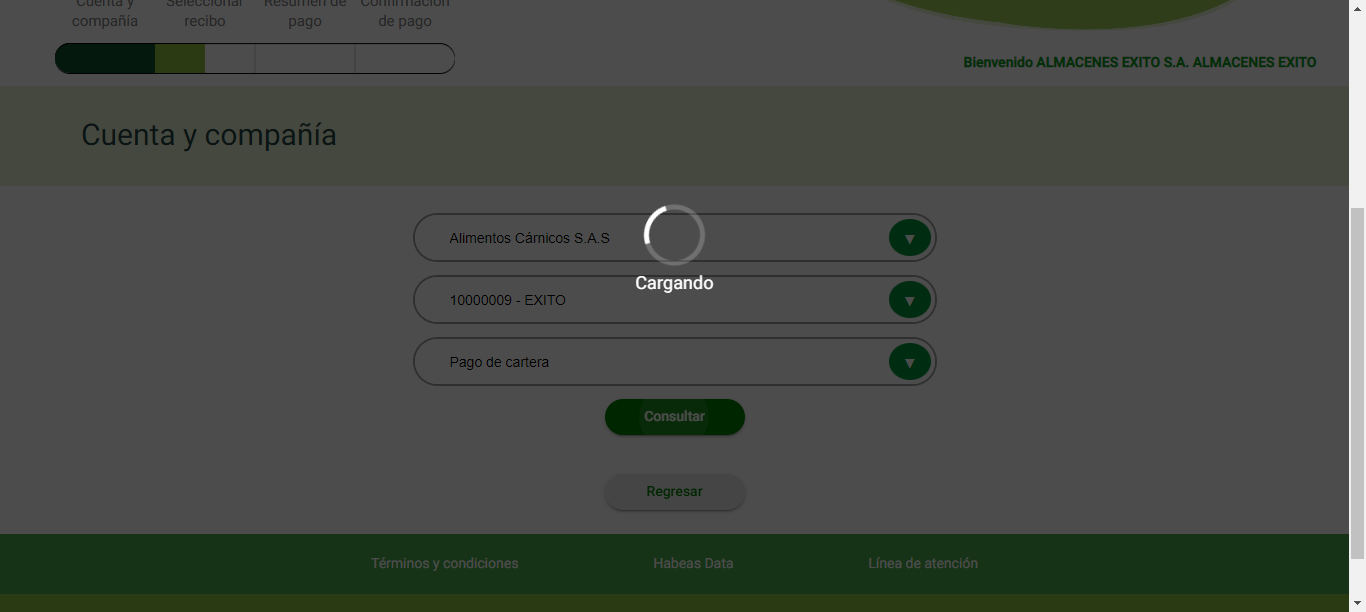 Cuenta y compañía
Seleccionar recibo
Resumen de pago
Confirmación de pago
Bienvenido ALMACENES EXITO S.A. ALMACENES EXITO
Cuenta y compañía
Alimentos Cárnicos S.A.S
Cargando
10000009 - EXITO
Pago de cartera
Consultar
Regresar
Términos y condiciones
Habeas Data
Línea de atención